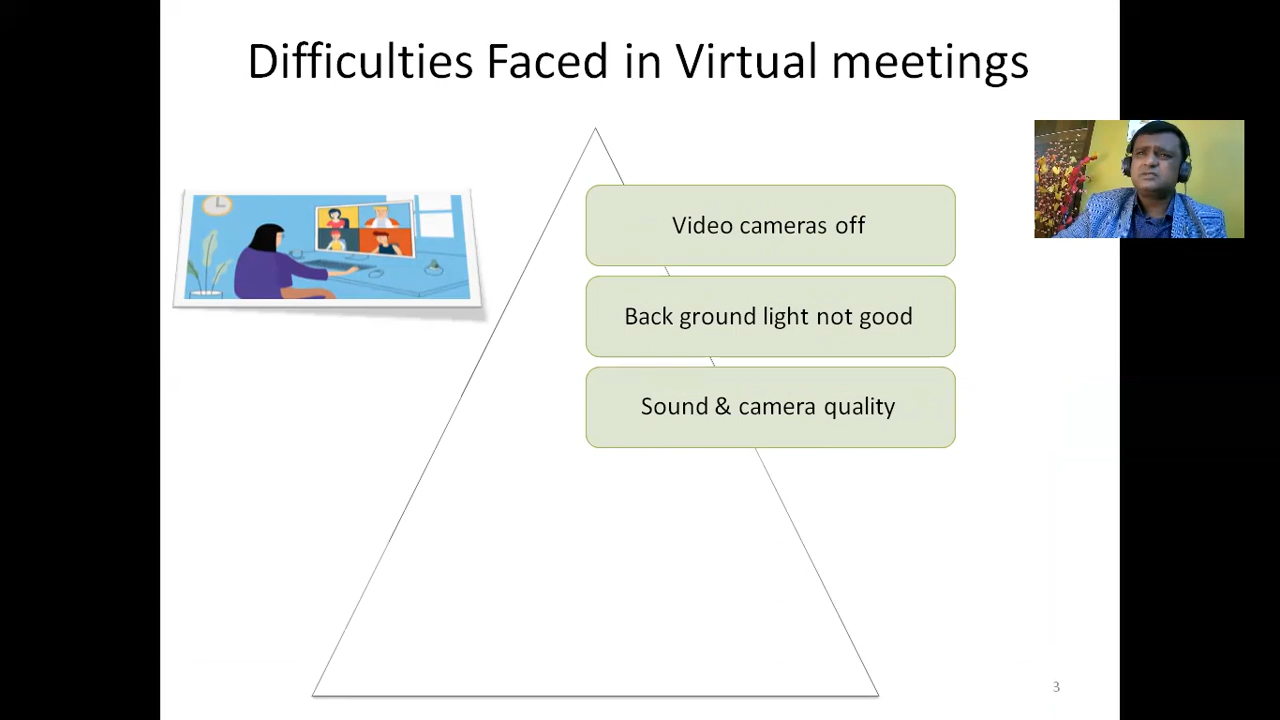 Difficulties Faced in Virtual meetings
Video cameras off
Back ground light not good
Sound & camera quality
3